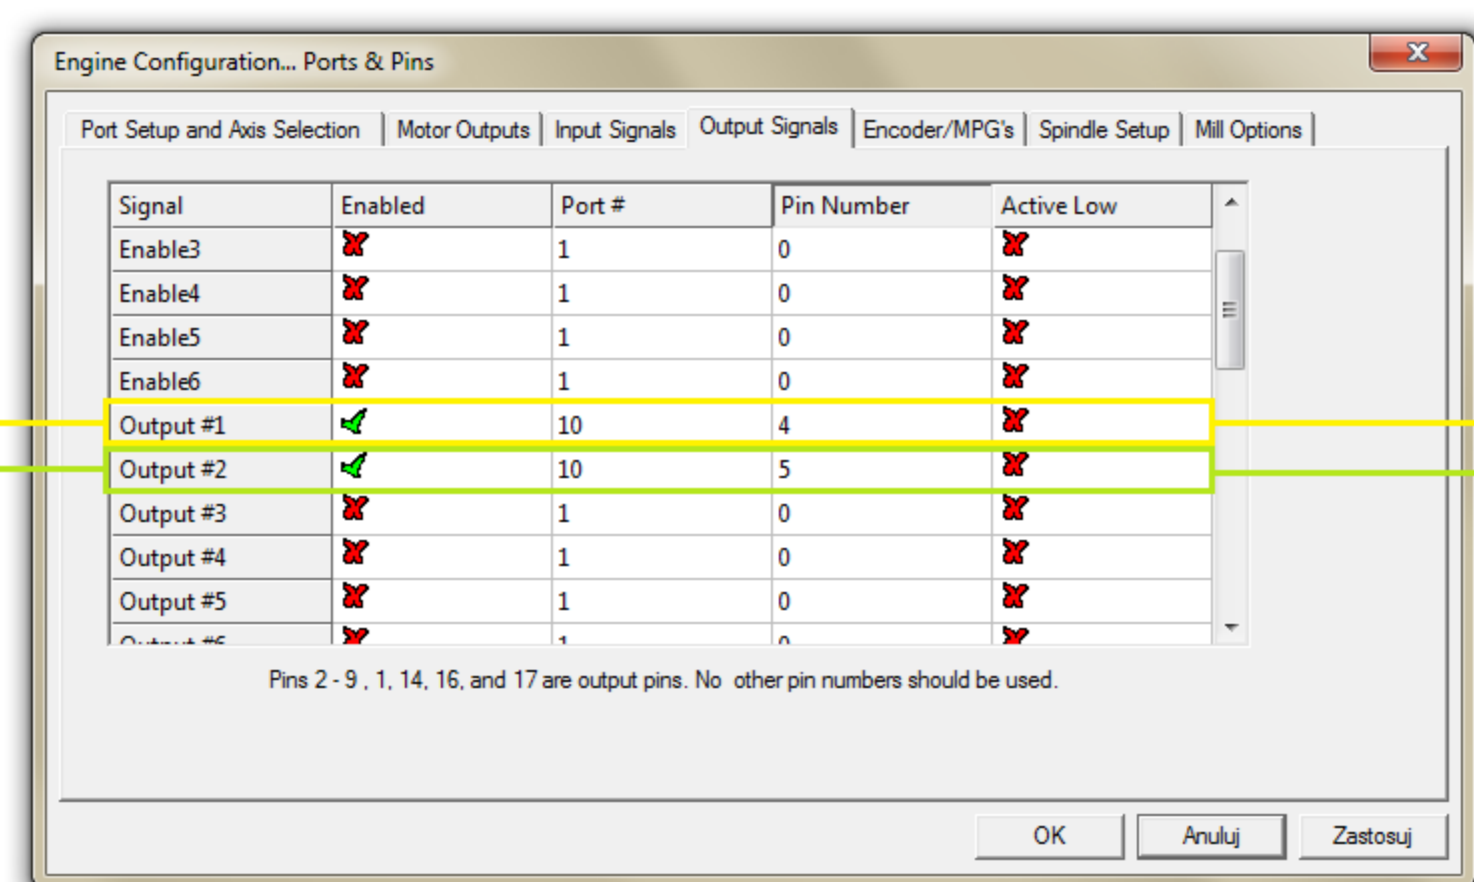 Engine Configuration... Ports & Pins
Port Setup and Axis Selection Motor Outputs Input Signals Output Signals Encoder/MPG's Spindle Setup Mill Options
Signal Enabled Port # Pin Number Active Low
Enable3 1 0
Enable4 1 0
Enable5 1 0
Enable6 1 0
Output #1 10 4
Output #2 10 5
Output #3 1 0
Output #4 1 0
Output #5 1 0
Output #6 1 0
Pins 2 - 9 , 1, 14, 16, and 17 are output pins. No other pin numbers should be used.
OK Anuluj Zastosuj